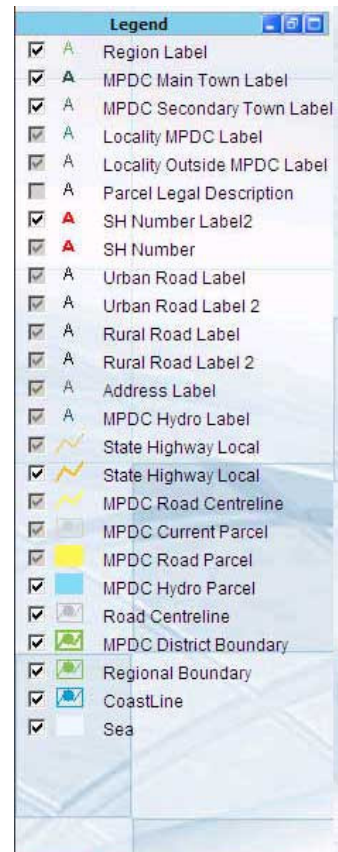 Legend
A Region Label
A MPDC Main Town Label
A MPDC Secondary Town Label
A Locality MPDC Label
A Locality Outside MPDC Label
A Parcel Legal Description
A SH Number Label2
A SH Number
A Urban Road Label
A Urban Road Label 2
A Rural Road Label
A Rural Road Label 2
A Address Label
A MPDC Hydro Label
State Highway Local
State Highway Local
MPDC Road Centreline
MPDC Current Parcel
MPDC Road Parcel
MPDC Hydro Parcel
Road Centreline
MPDC District Boundary
Regional Boundary
CoastLine
Sea